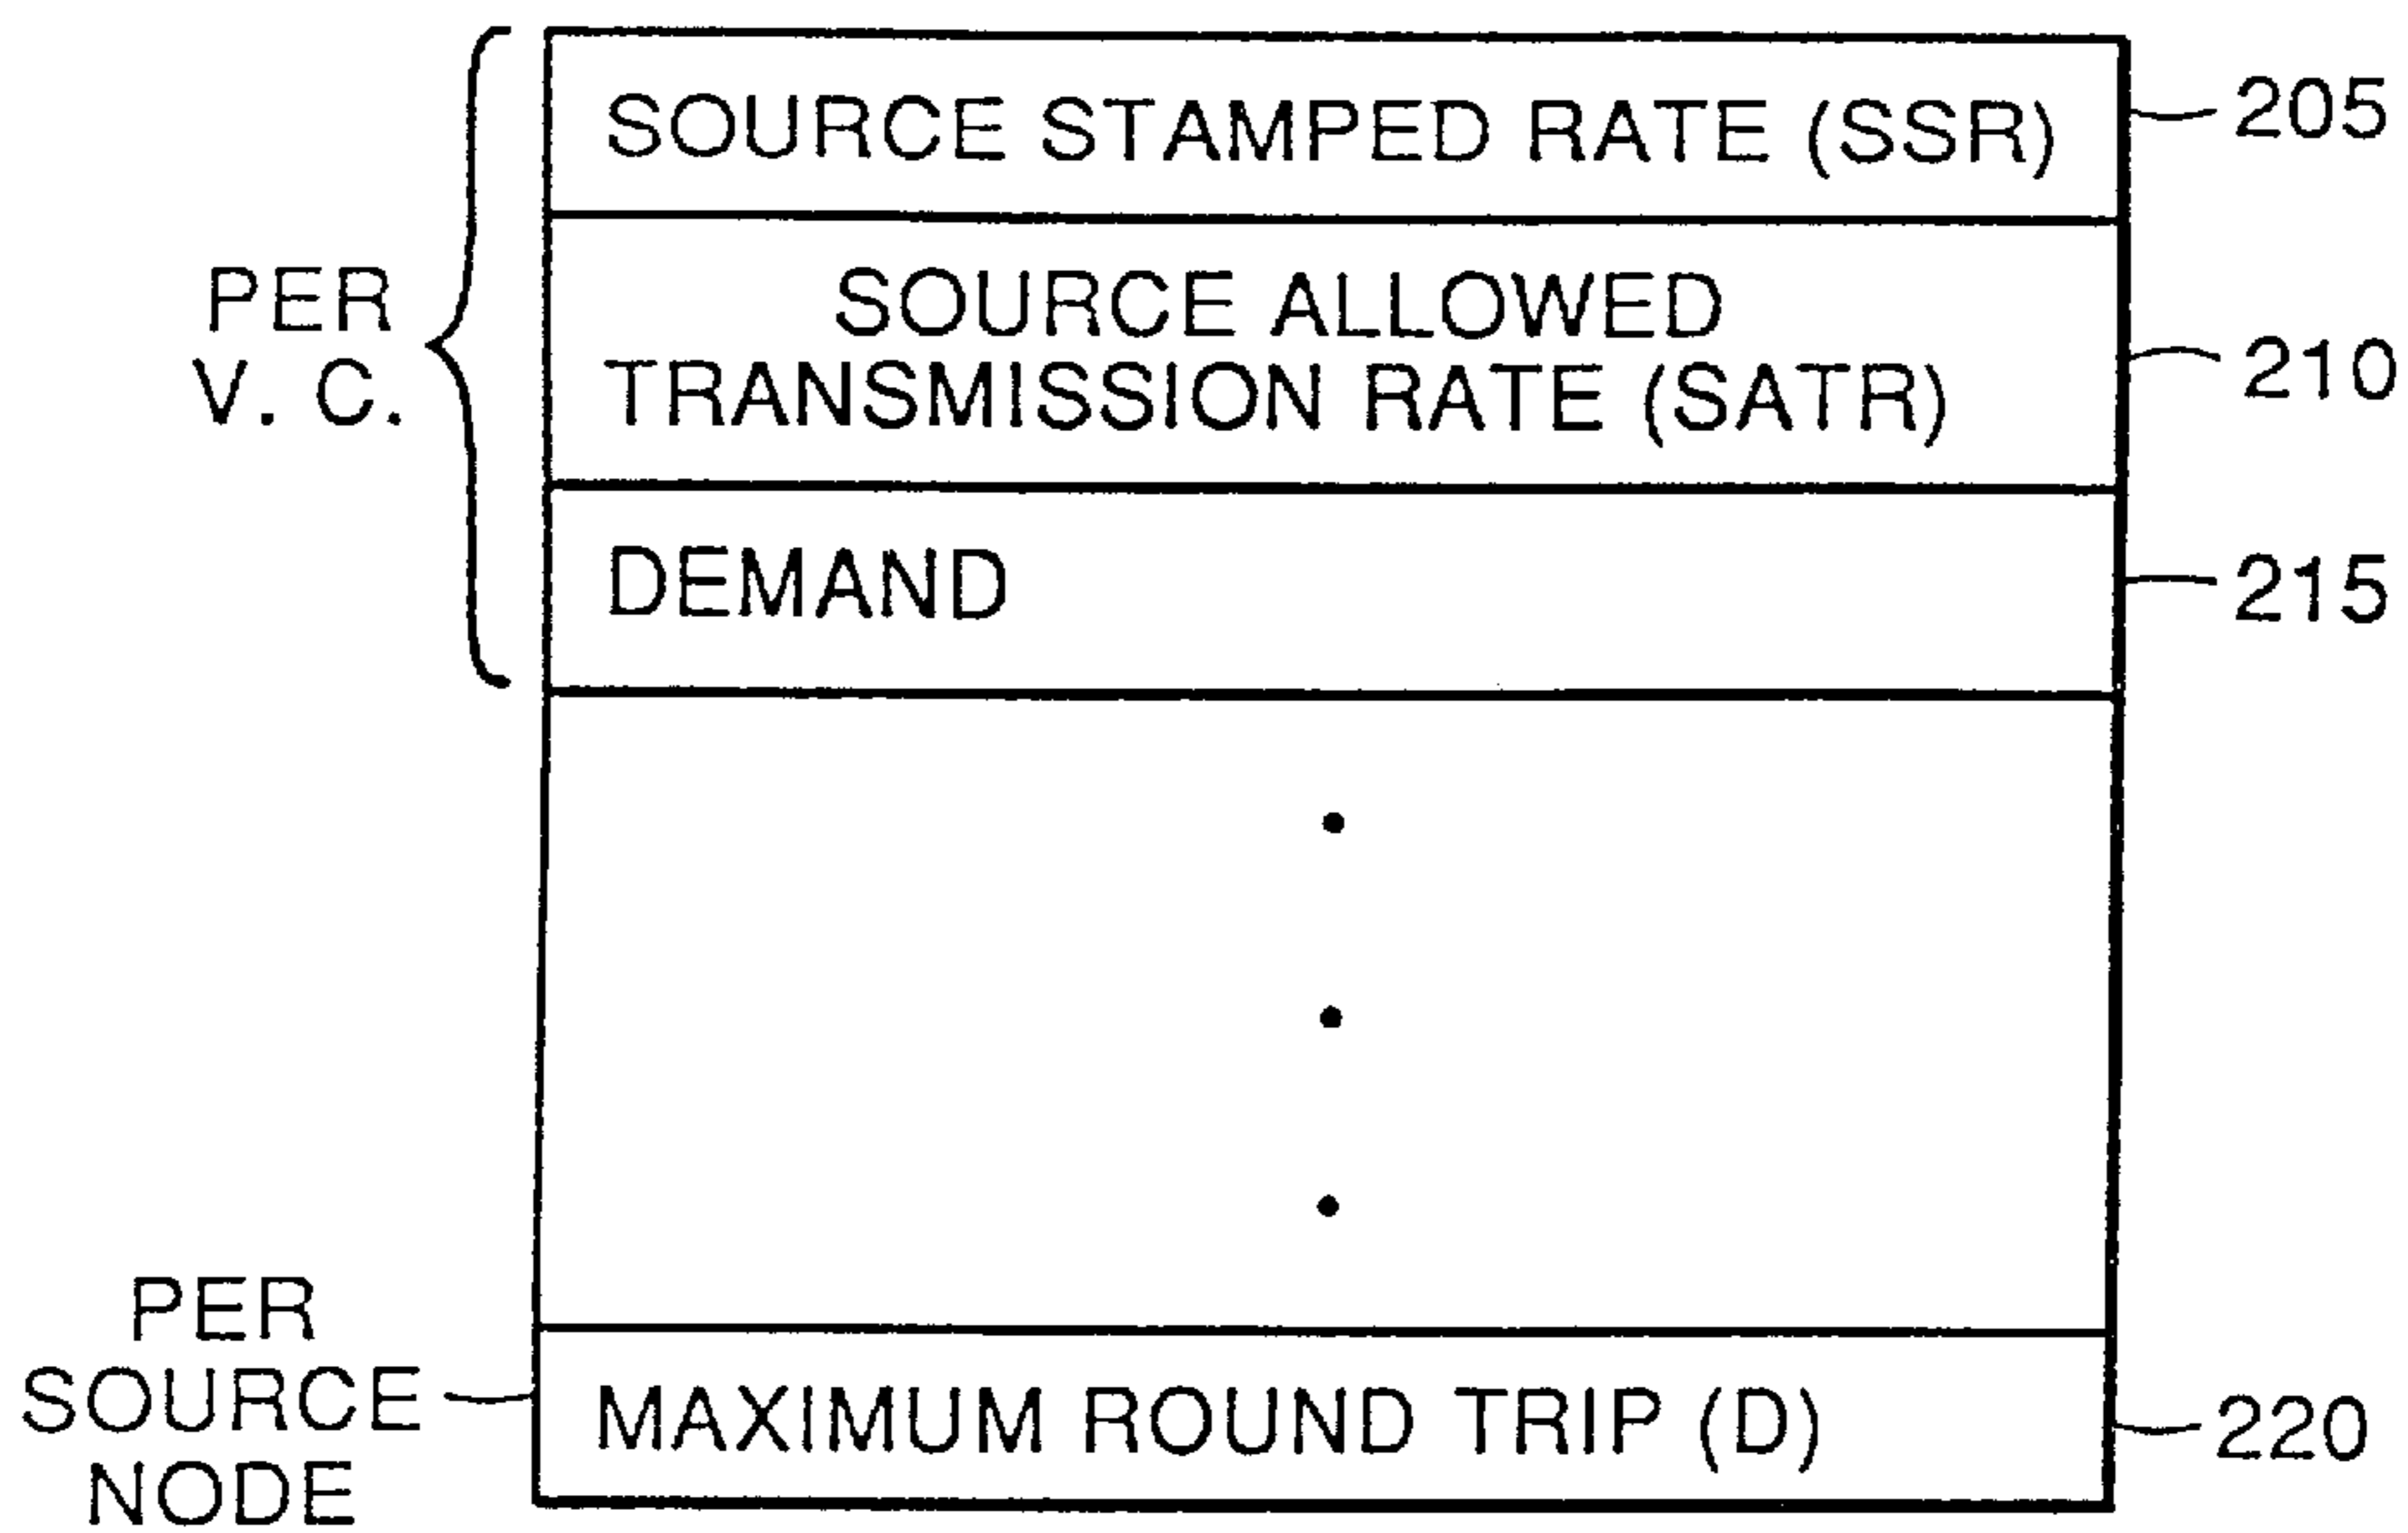 SOURCE STAMPED RATE (SSR)
205
PER
V. C.
SOURCE ALLOWED
TRANSMISSION RATE (SATR)
210
DEMAND
215
PER
SOURCE
NODE
MAXIMUM ROUND TRIP (D)
220